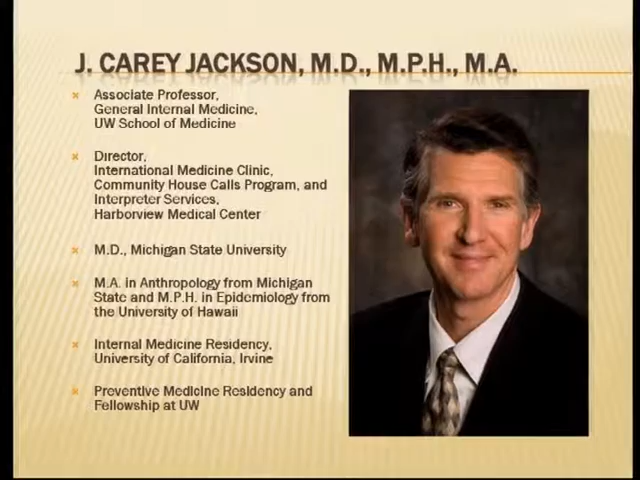 J. CAREY JACKSON, M.D., M.P.H., M.A.
Associate Professor,
General Internal Medicine,
UW School of Medicine
Director,
International Medicine Clinic,
Community House Calls Program, and
Interpreter Services,
Harborview Medical Center
M.D., Michigan State University
M.A. in Anthropology from Michigan
State and M.P.H. in Epidemiology from
the University of Hawaii
Internal Medicine Residency,
University of California, Irvine
Preventive Medicine Residency and
Fellowship at UW